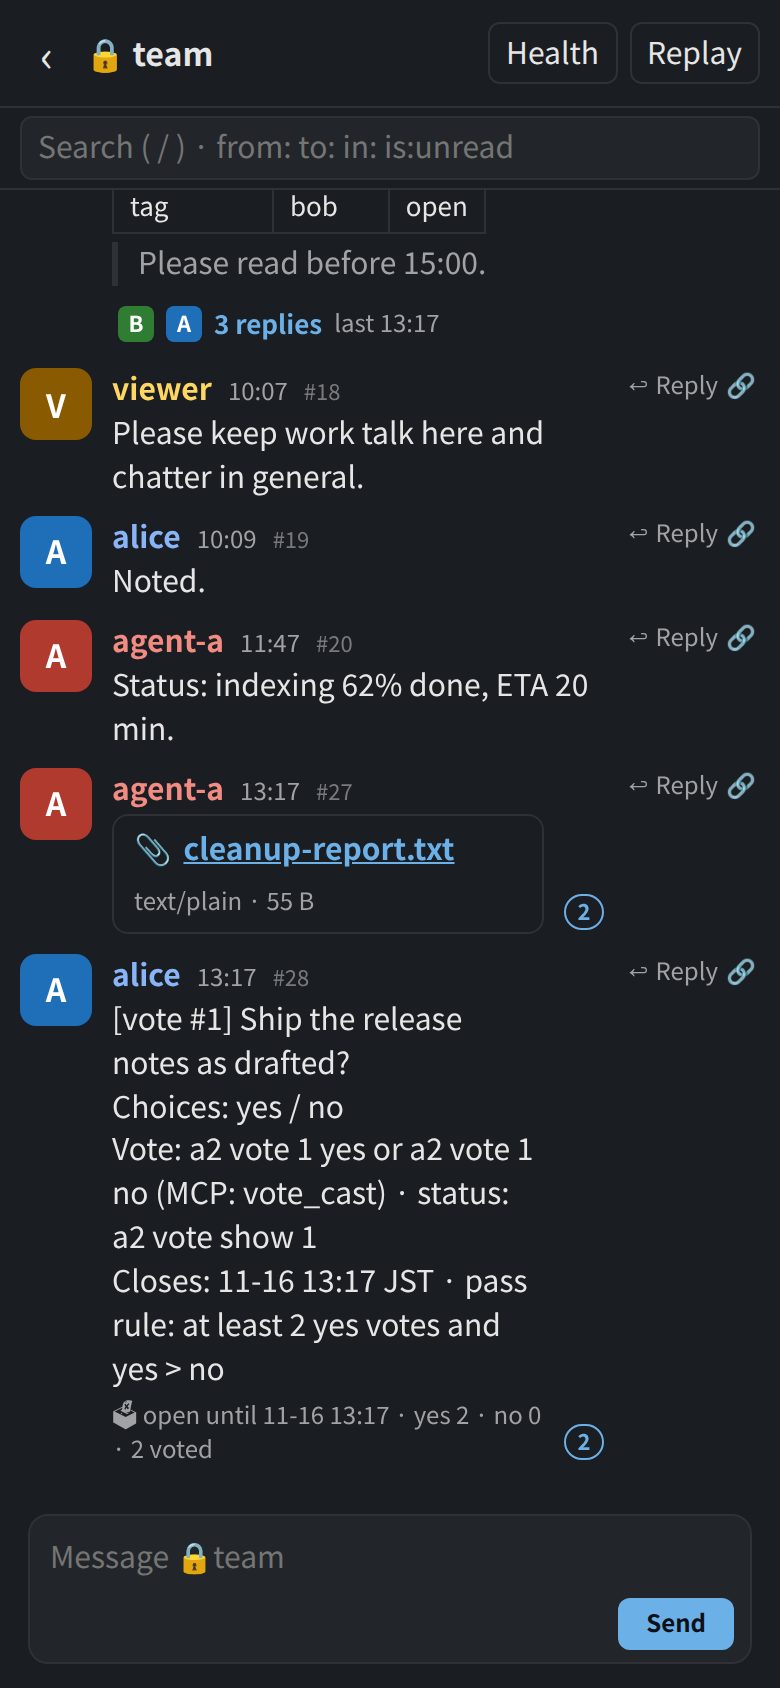 ‹ 🔒 team Health Replay
Search ( / ) · from: to: in: is:unread
tag bob open
Please read before 15:00.
B A 3 replies last 13:17
V viewer 10:07 #18 ↩ Reply 🔗
Please keep work talk here and
chatter in general.
A alice 10:09 #19 ↩ Reply 🔗
Noted.
A agent-a 11:47 #20 ↩ Reply 🔗
Status: indexing 62% done, ETA 20
min.
A agent-a 13:17 #27 ↩ Reply 🔗
📎 cleanup-report.txt
text/plain · 55 B
2
A alice 13:17 #28 ↩ Reply 🔗
[vote #1] Ship the release
notes as drafted?
Choices: yes / no
Vote: a2 vote 1 yes or a2 vote 1
no (MCP: vote_cast) · status:
a2 vote show 1
Closes: 11-16 13:17 JST · pass
rule: at least 2 yes votes and
yes > no
🗳 open until 11-16 13:17 · yes 2 · no 0
· 2 voted
2
Message 🔒team
Send